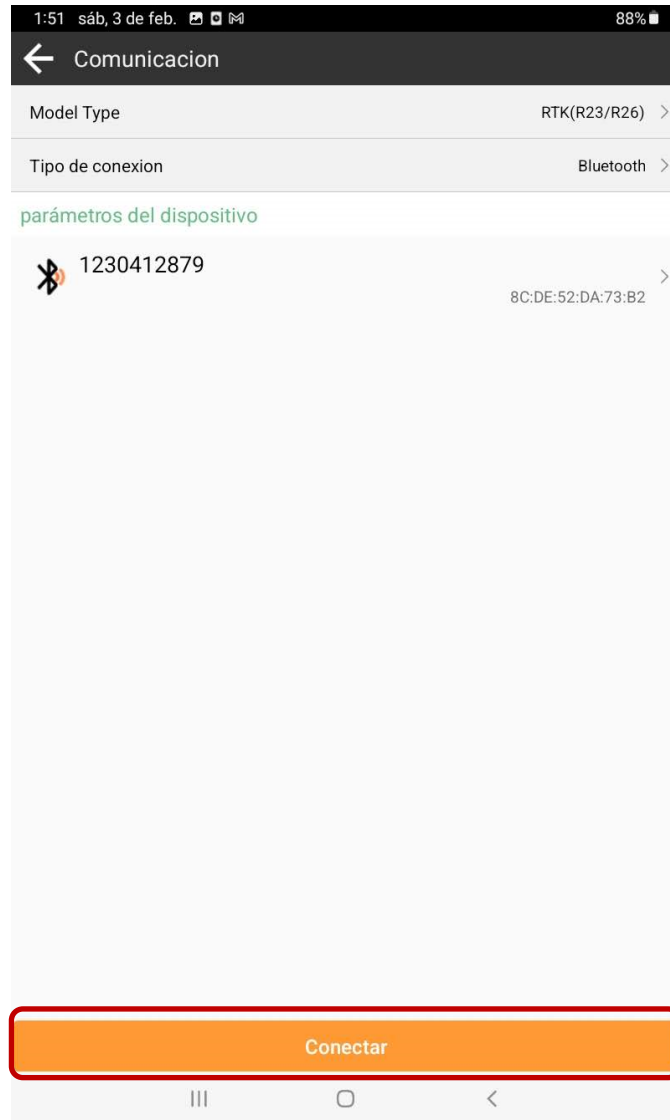 1:51 sáb, 3 de feb. 88%
Comunicacion
Model Type RTK(R23/R26)
Tipo de conexion Bluetooth
parámetros del dispositivo
1230412879
8C:DE:52:DA:73:B2
Conectar